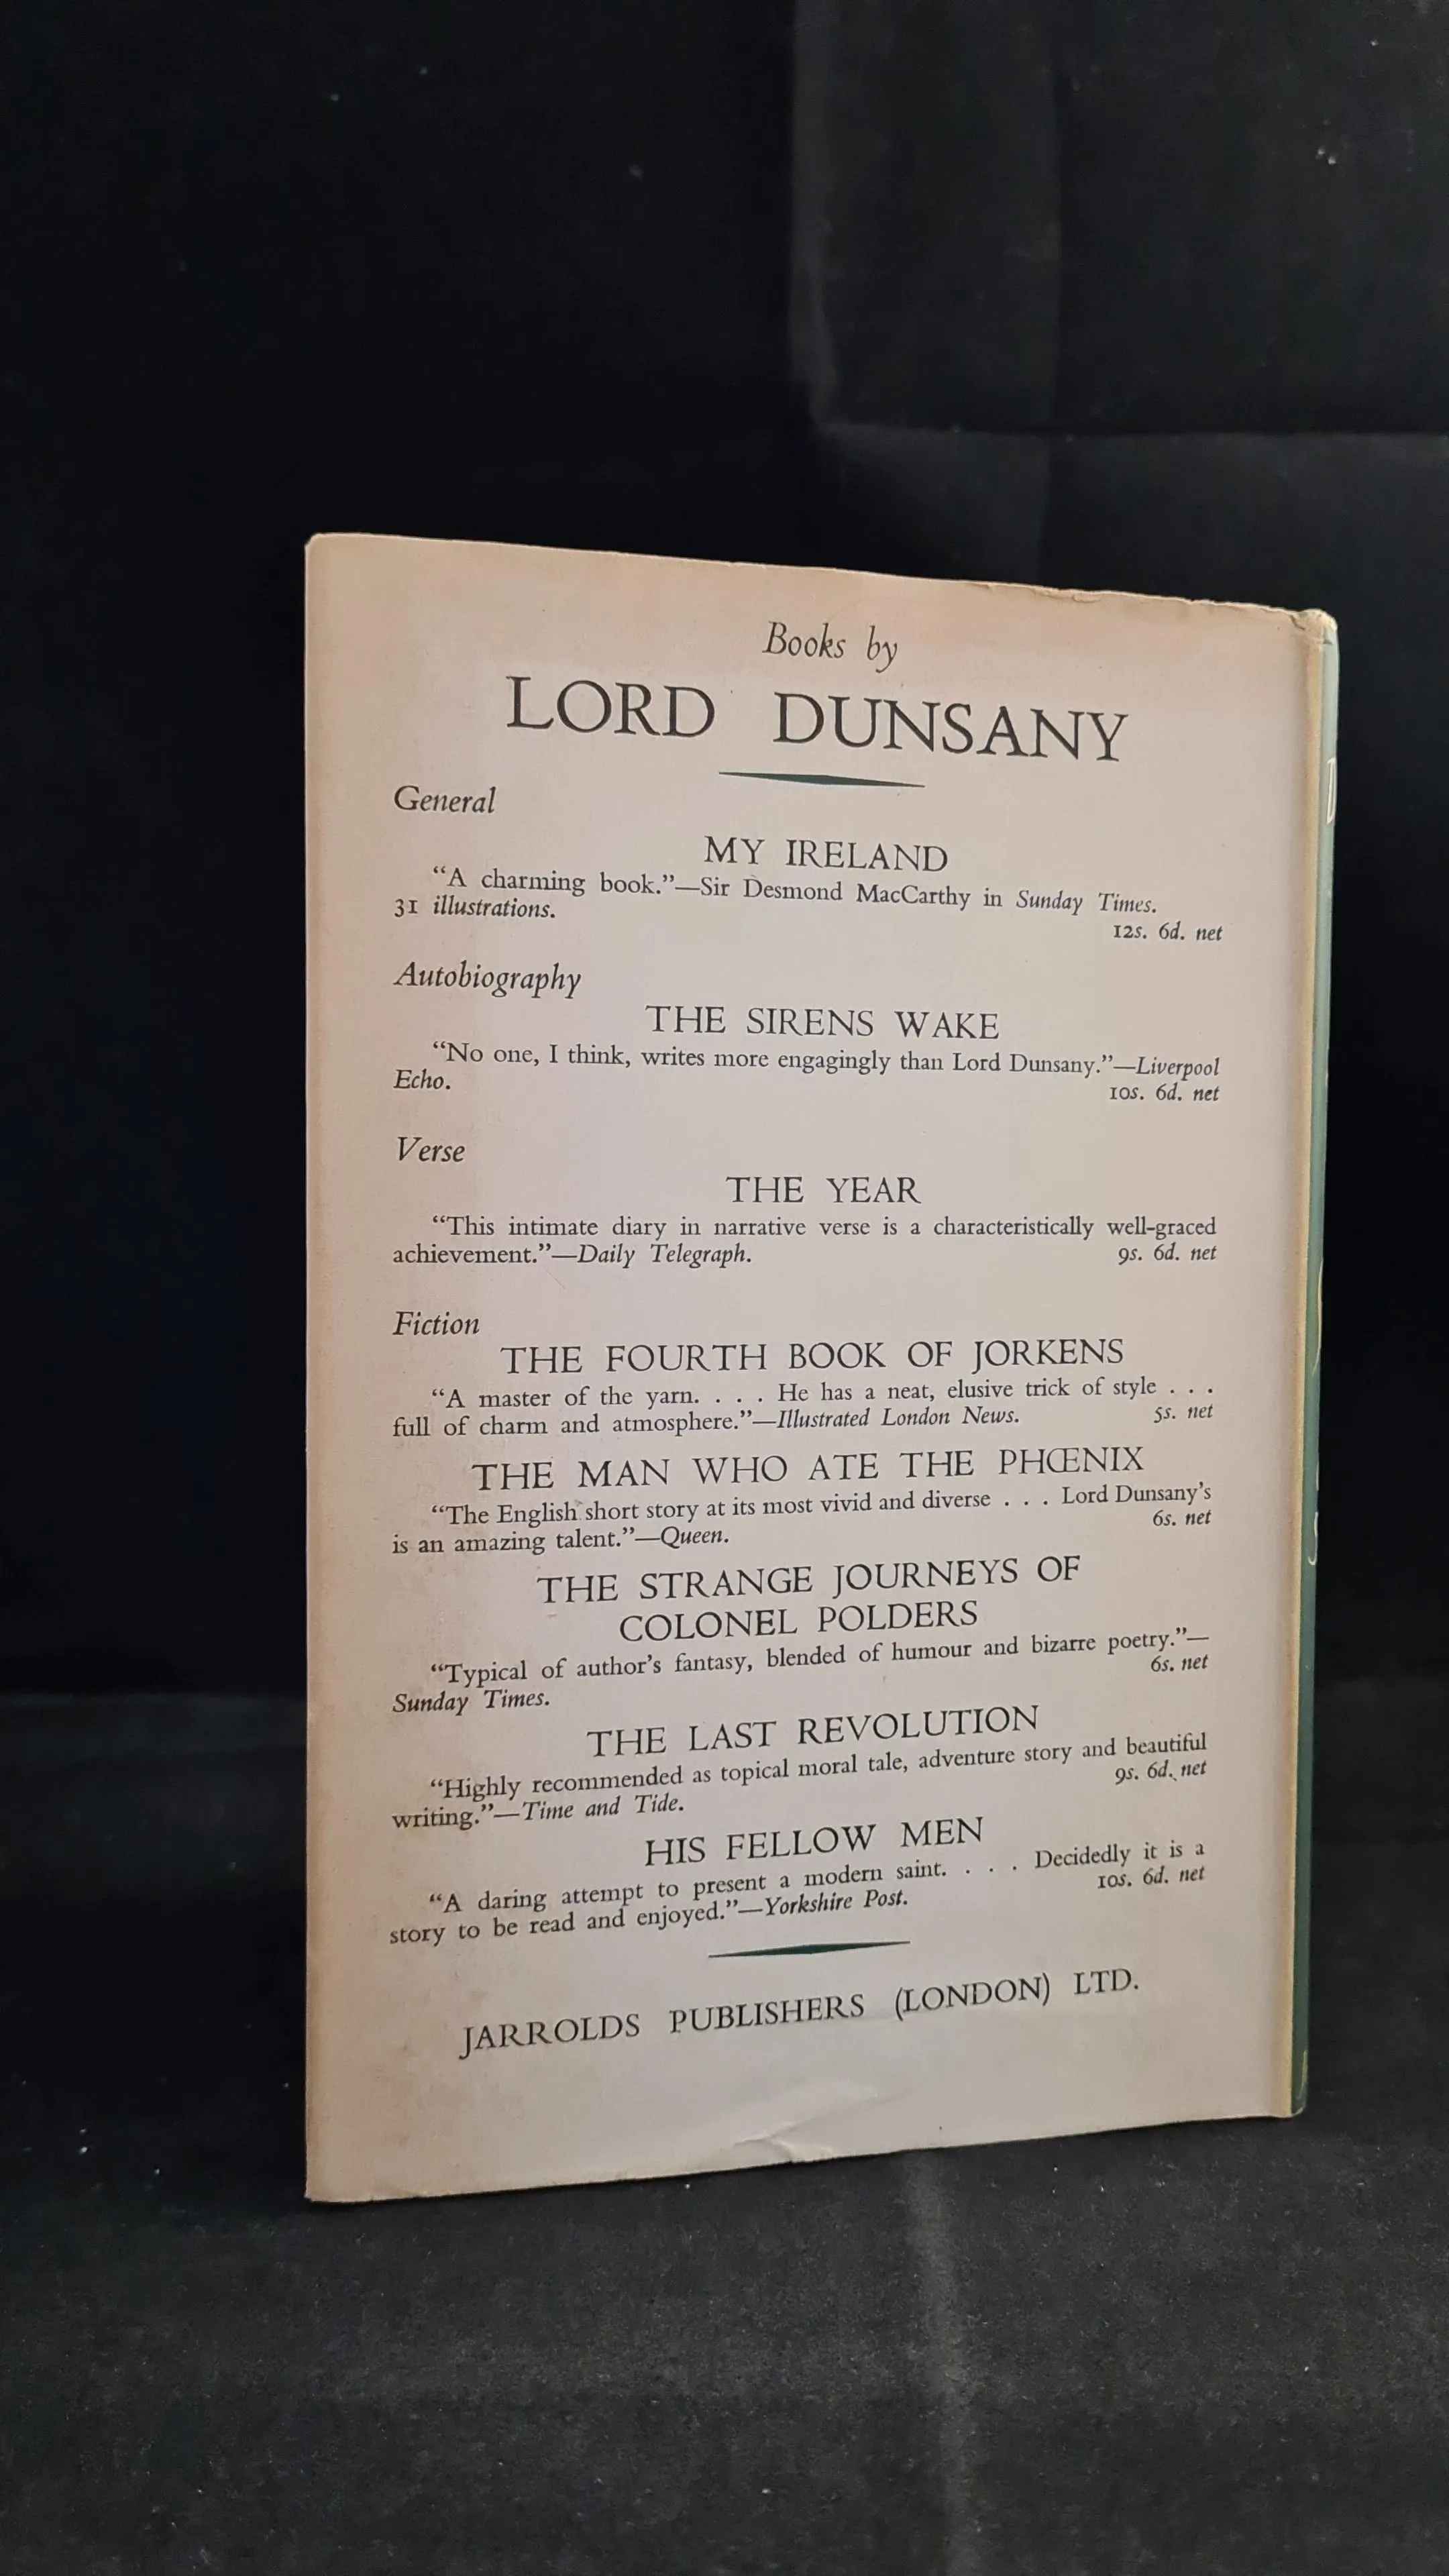 Books by
LORD DUNSANY
General
MY IRELAND
“A charming book.”—Sir Desmond MacCarthy in Sunday Times.
31 illustrations.
12s. 6d. net
Autobiography
THE SIRENS WAKE
“No one, I think, writes more engagingly than Lord Dunsany.”—Liverpool
Echo.
10s. 6d. net
Verse
THE YEAR
“This intimate diary in narrative verse is a characteristically well-graced
achievement.”—Daily Telegraph. 9s. 6d. net
Fiction
THE FOURTH BOOK OF JORKENS
“A master of the yarn. . . . He has a neat, elusive trick of style . . .
full of charm and atmosphere.”—Illustrated London News. 5s. net
THE MAN WHO ATE THE PHŒNIX
“The English short story at its most vivid and diverse . . . Lord Dunsany’s
is an amazing talent.”—Queen. 6s. net
THE STRANGE JOURNEYS OF
COLONEL POLDERS
“Typical of author’s fantasy, blended of humour and bizarre poetry.”—
Sunday Times. 6s. net
THE LAST REVOLUTION
“Highly recommended as topical moral tale, adventure story and beautiful
writing.”—Time and Tide. 9s. 6d. net
HIS FELLOW MEN
“A daring attempt to present a modern saint. . . . Decidedly it is a
story to be read and enjoyed.”—Yorkshire Post. 10s. 6d. net
JARROLDS PUBLISHERS (LONDON) LTD.